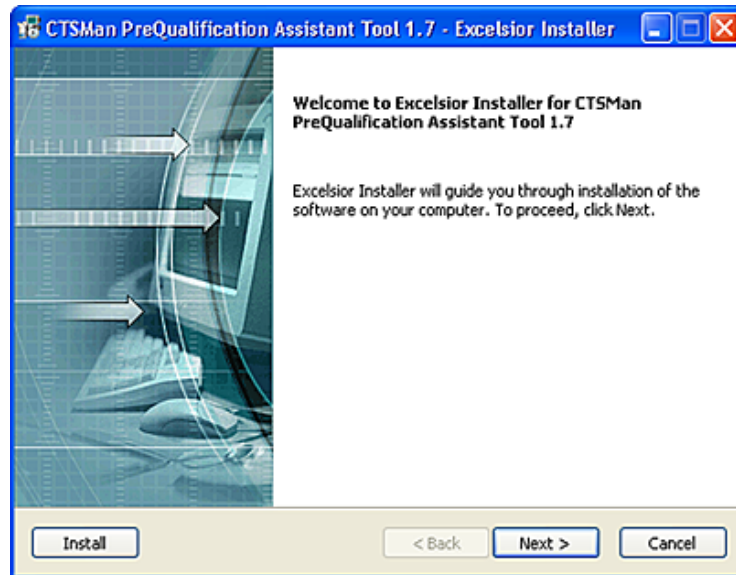 CTSMan PreQualification Assistant Tool 1.7 - Excelsior Installer
Welcome to Excelsior Installer for CTSMan
PreQualification Assistant Tool 1.7
Excelsior Installer will guide you through installation of the
software on your computer. To proceed, click Next.
Install
< Back
Next >
Cancel